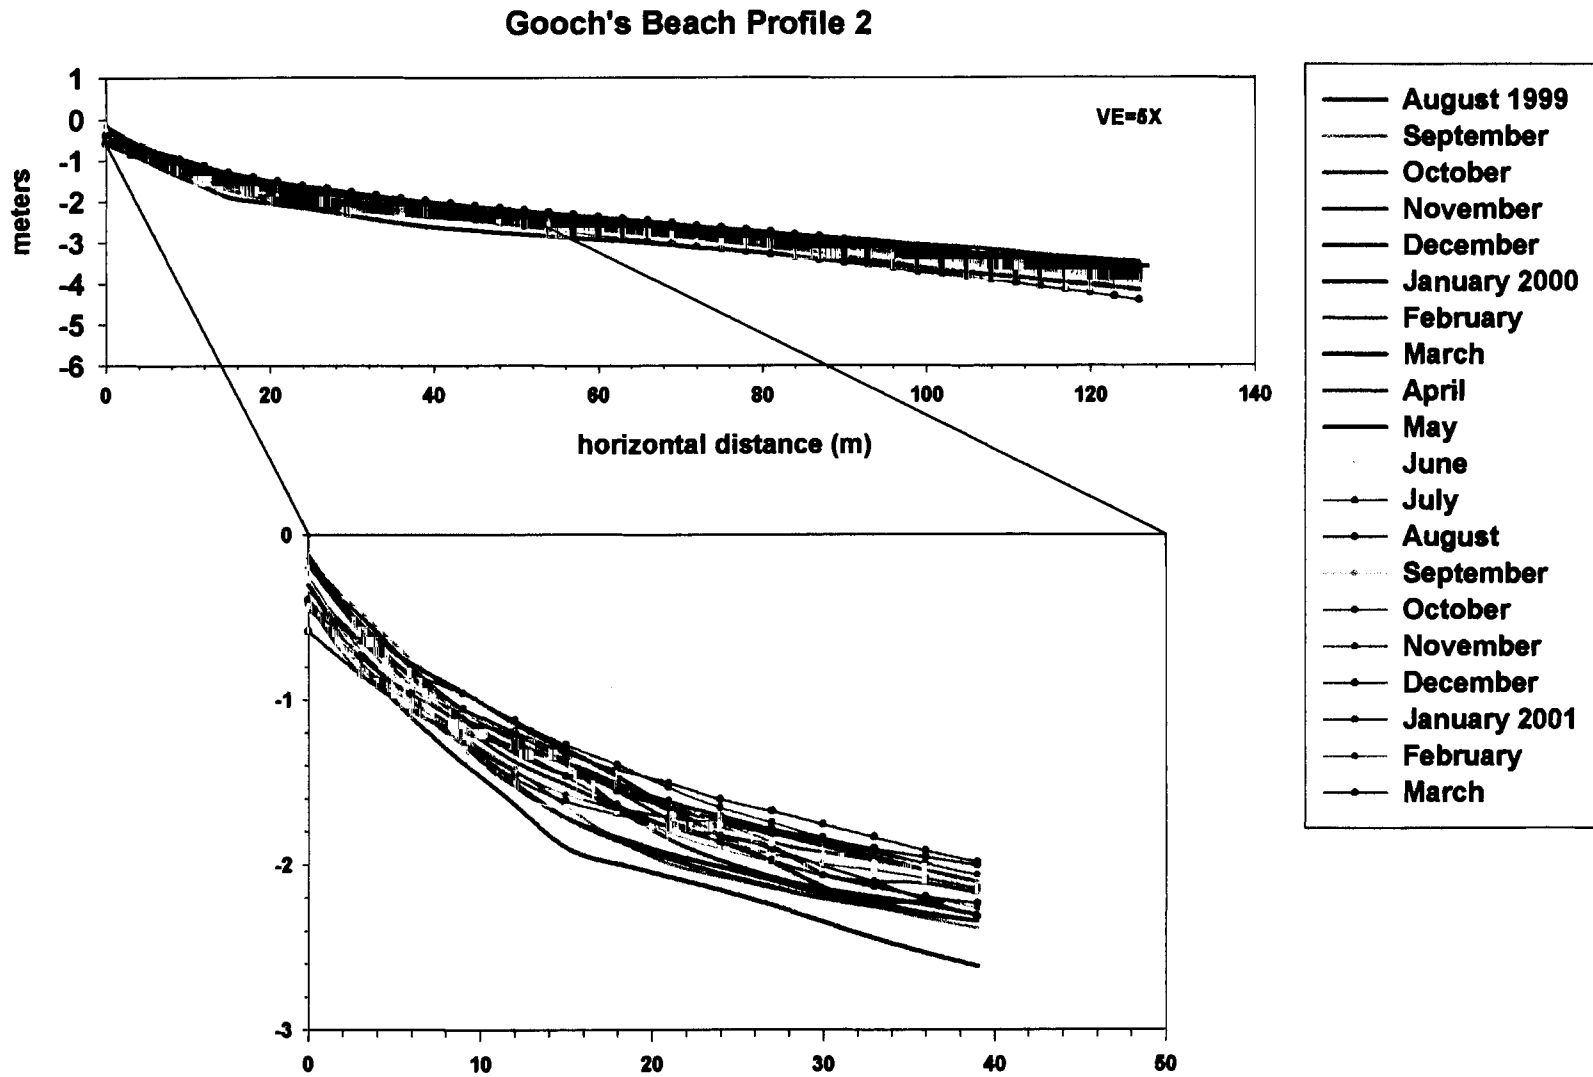 Gooch's Beach Profile 2
1
0
-1
-2
-3
-4
-5
-6
meters
VE=5X
0 20 40 60 80 100 120 140
horizontal distance (m)
0
-1
-2
-3
0 10 20 30 40 50
August 1999
September
October
November
December
January 2000
February
March
April
May
June
July
August
September
October
November
December
January 2001
February
March